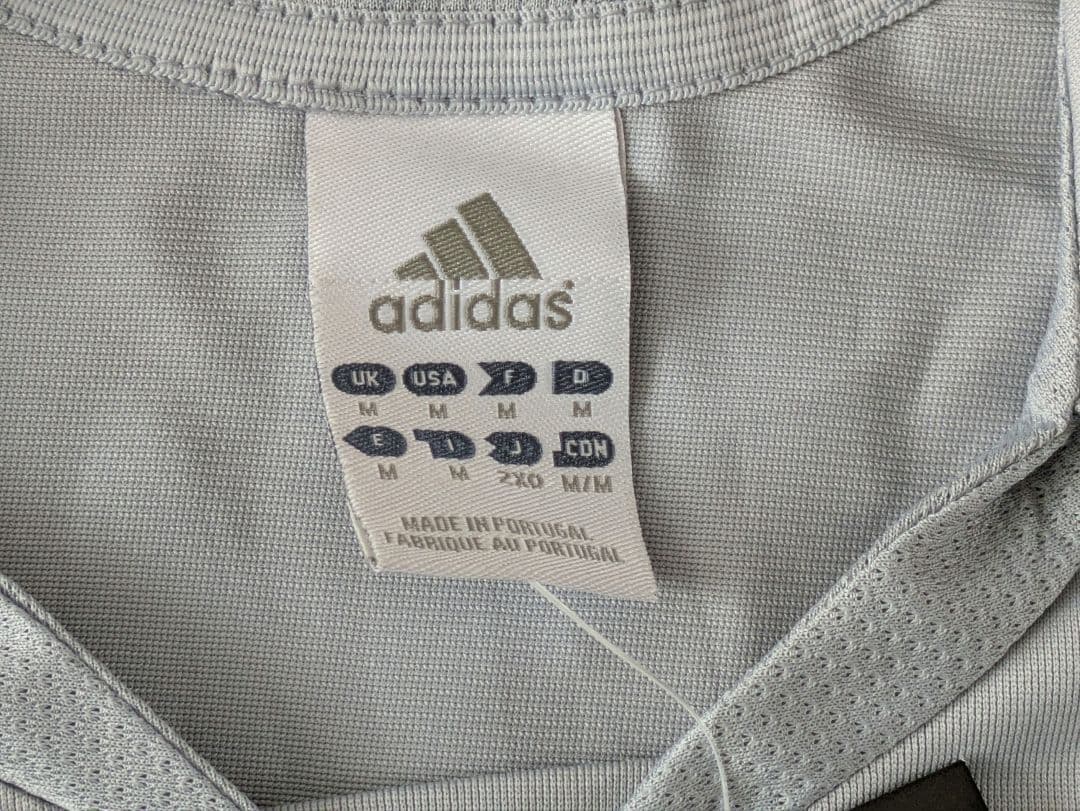 adidas
UK USA F D
M M M M
E I J CDN
M M 2XO M/M
MADE IN PORTUGAL
FABRIQUE AU PORTUGAL